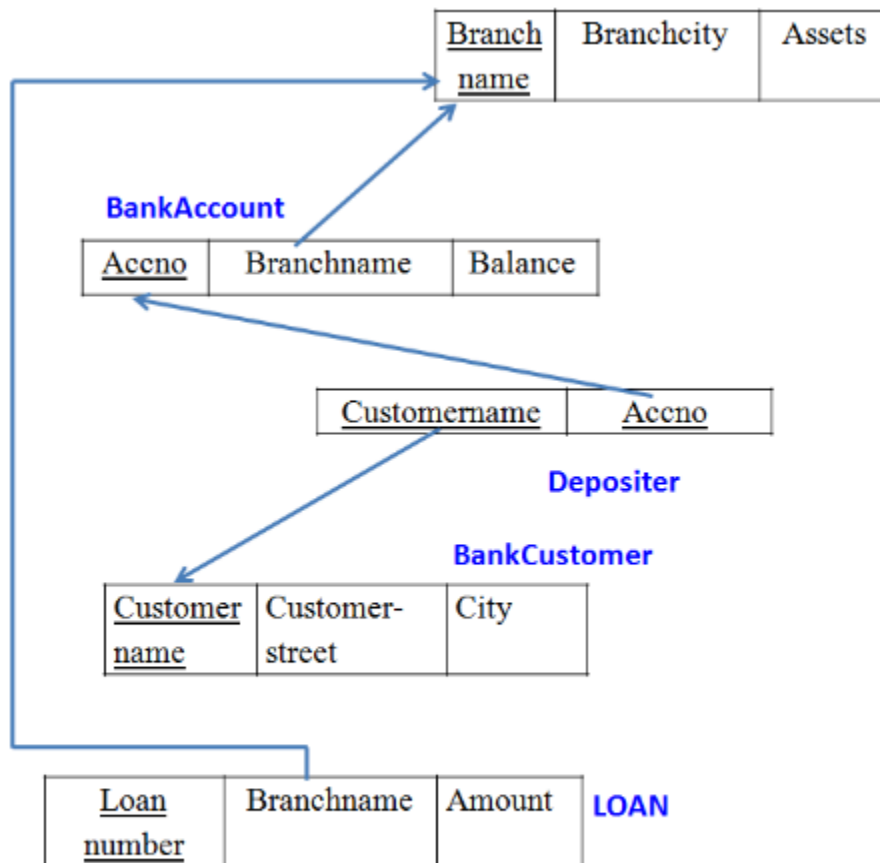 Branch Branchcity Assets
name
BankAccount
Accno Branchname Balance
Customername Accno
Depositer
BankCustomer
Customer Customer- City
name street
Loan Branchname Amount LOAN
number